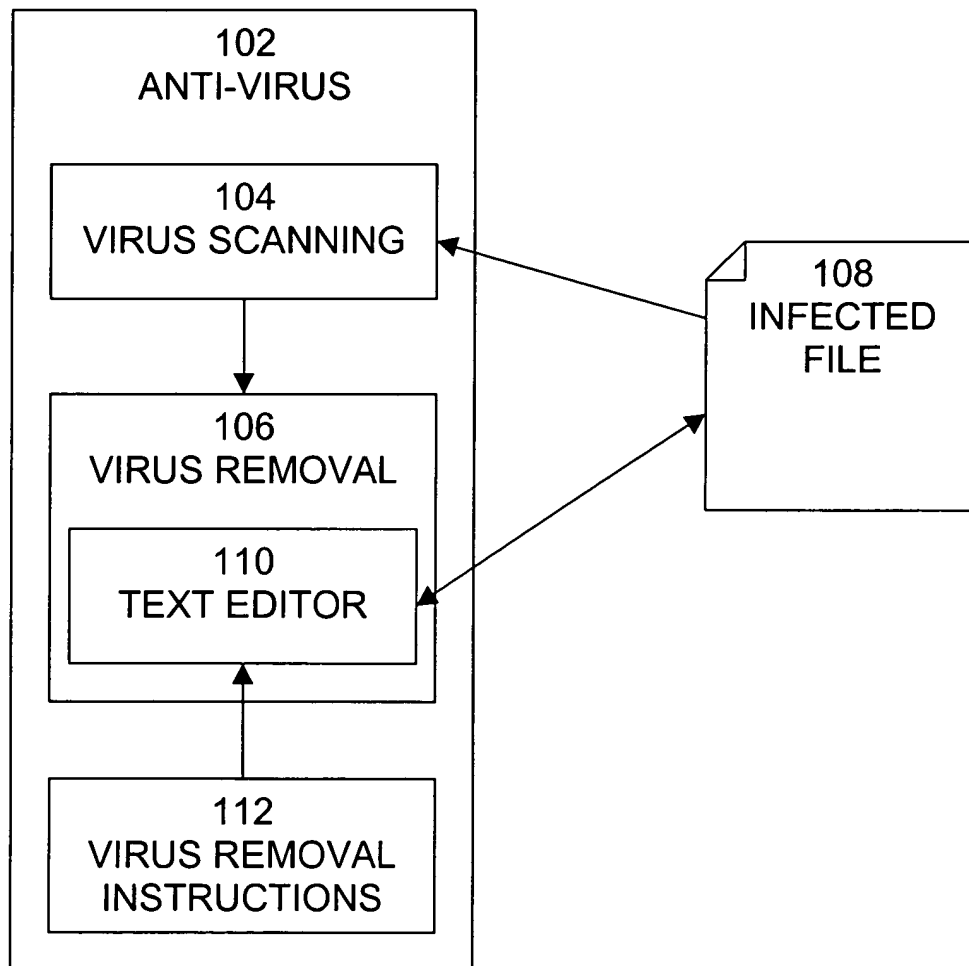 102
ANTI-VIRUS
104
VIRUS SCANNING
108
INFECTED
FILE
106
VIRUS REMOVAL
110
TEXT EDITOR
112
VIRUS REMOVAL
INSTRUCTIONS